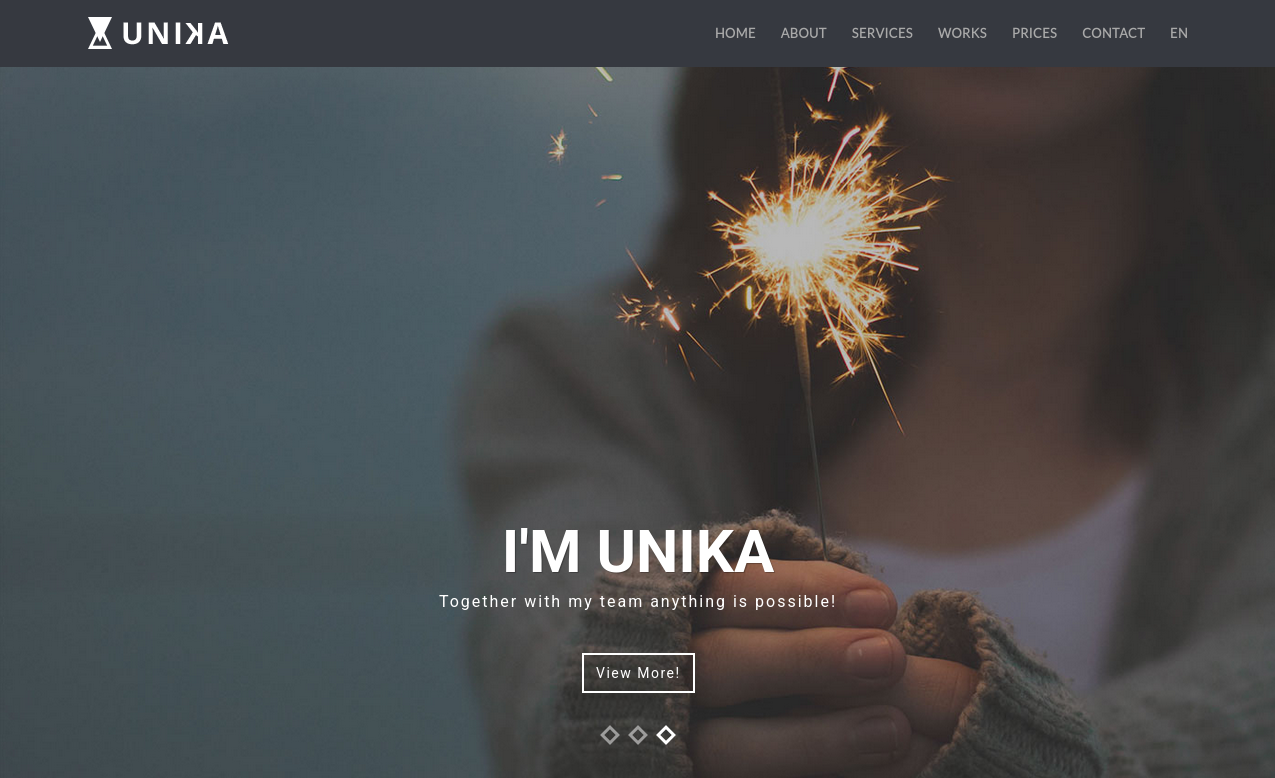 UNIKA
HOME ABOUT SERVICES WORKS PRICES CONTACT EN
I'M UNIKA
Together with my team anything is possible!
View More!